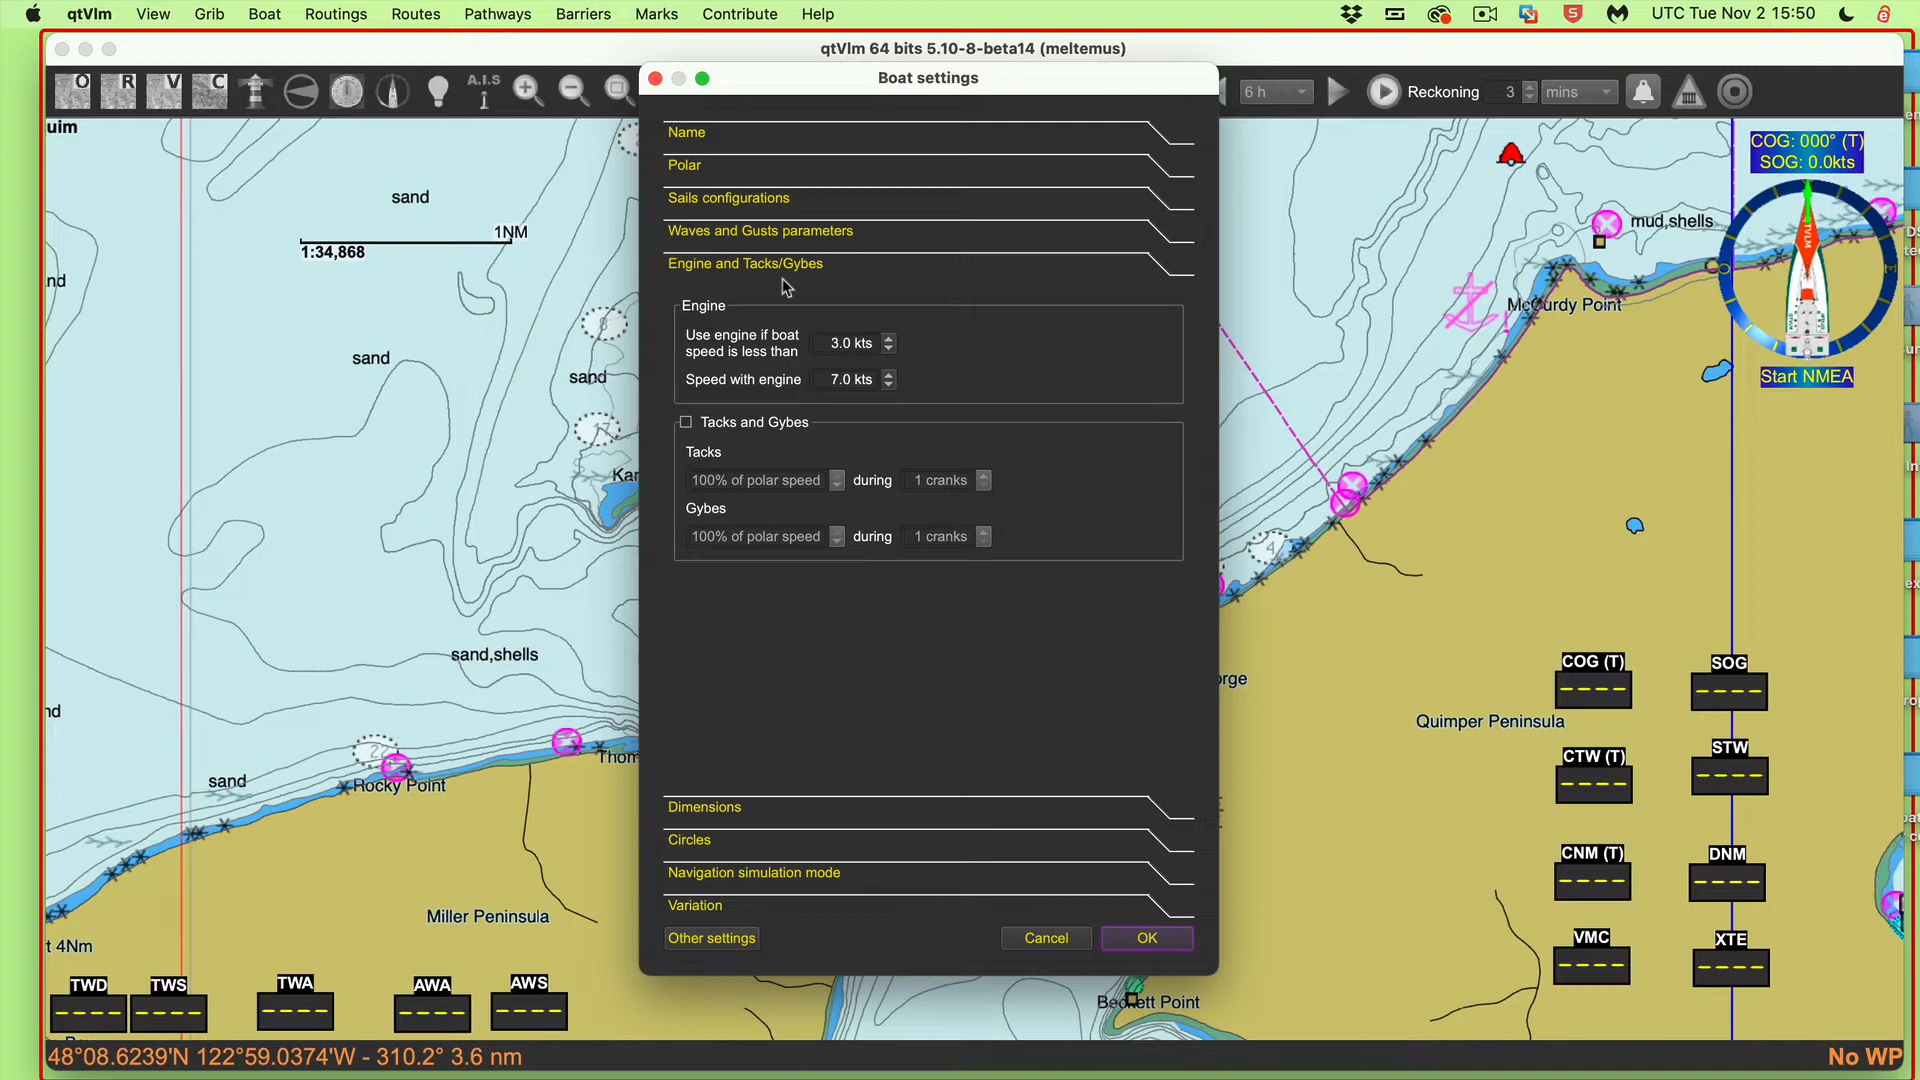 qtVlm View Grib Boat Routings Routes Pathways Barriers Marks Contribute Help
UTC Tue Nov 2 15:50
qtVlm 64 bits 5.10-8-beta14 (meltemus)
O R V C
A.I.S
6 h
Reckoning 3 mins
Boat settings
Name
Polar
Sails configurations
Waves and Gusts parameters
Engine and Tacks/Gybes
Engine
Use engine if boat
speed is less than 3.0 kts
Speed with engine 7.0 kts
Tacks and Gybes
Tacks
100% of polar speed during 1 cranks
Gybes
100% of polar speed during 1 cranks
Dimensions
Circles
Navigation simulation mode
Variation
Other settings Cancel OK
uim
sand
1NM
1:34,868
nd
sand
sand
17
Kan
sand,shells
nd
22
Thom
Rocky Point
sand
Miller Peninsula
t 4Nm
mud,shells
McCurdy Point
4
orge
Quimper Peninsula
Beckett Point
COG: 000° (T)
SOG: 0.0kts
Start NMEA
COG (T) SOG
---- ----
CTW (T) STW
---- ----
CNM (T) DNM
---- ----
VMC XTE
---- ----
TWD TWS TWA AWA AWS
---- ---- ---- ---- ----
48°08.6239'N 122°59.0374'W - 310.2° 3.6 nm
No WP